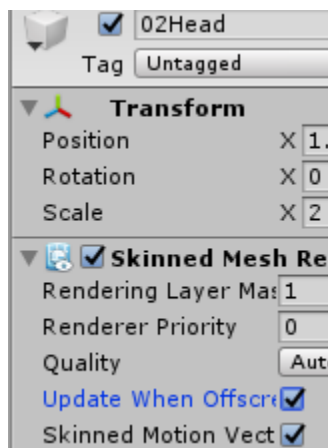 02Head
Tag Untagged
Transform
Position X 1.
Rotation X 0
Scale X 2
Skinned Mesh Re
Rendering Layer Mas 1
Renderer Priority 0
Quality Aut
Update When Offscre
Skinned Motion Vect